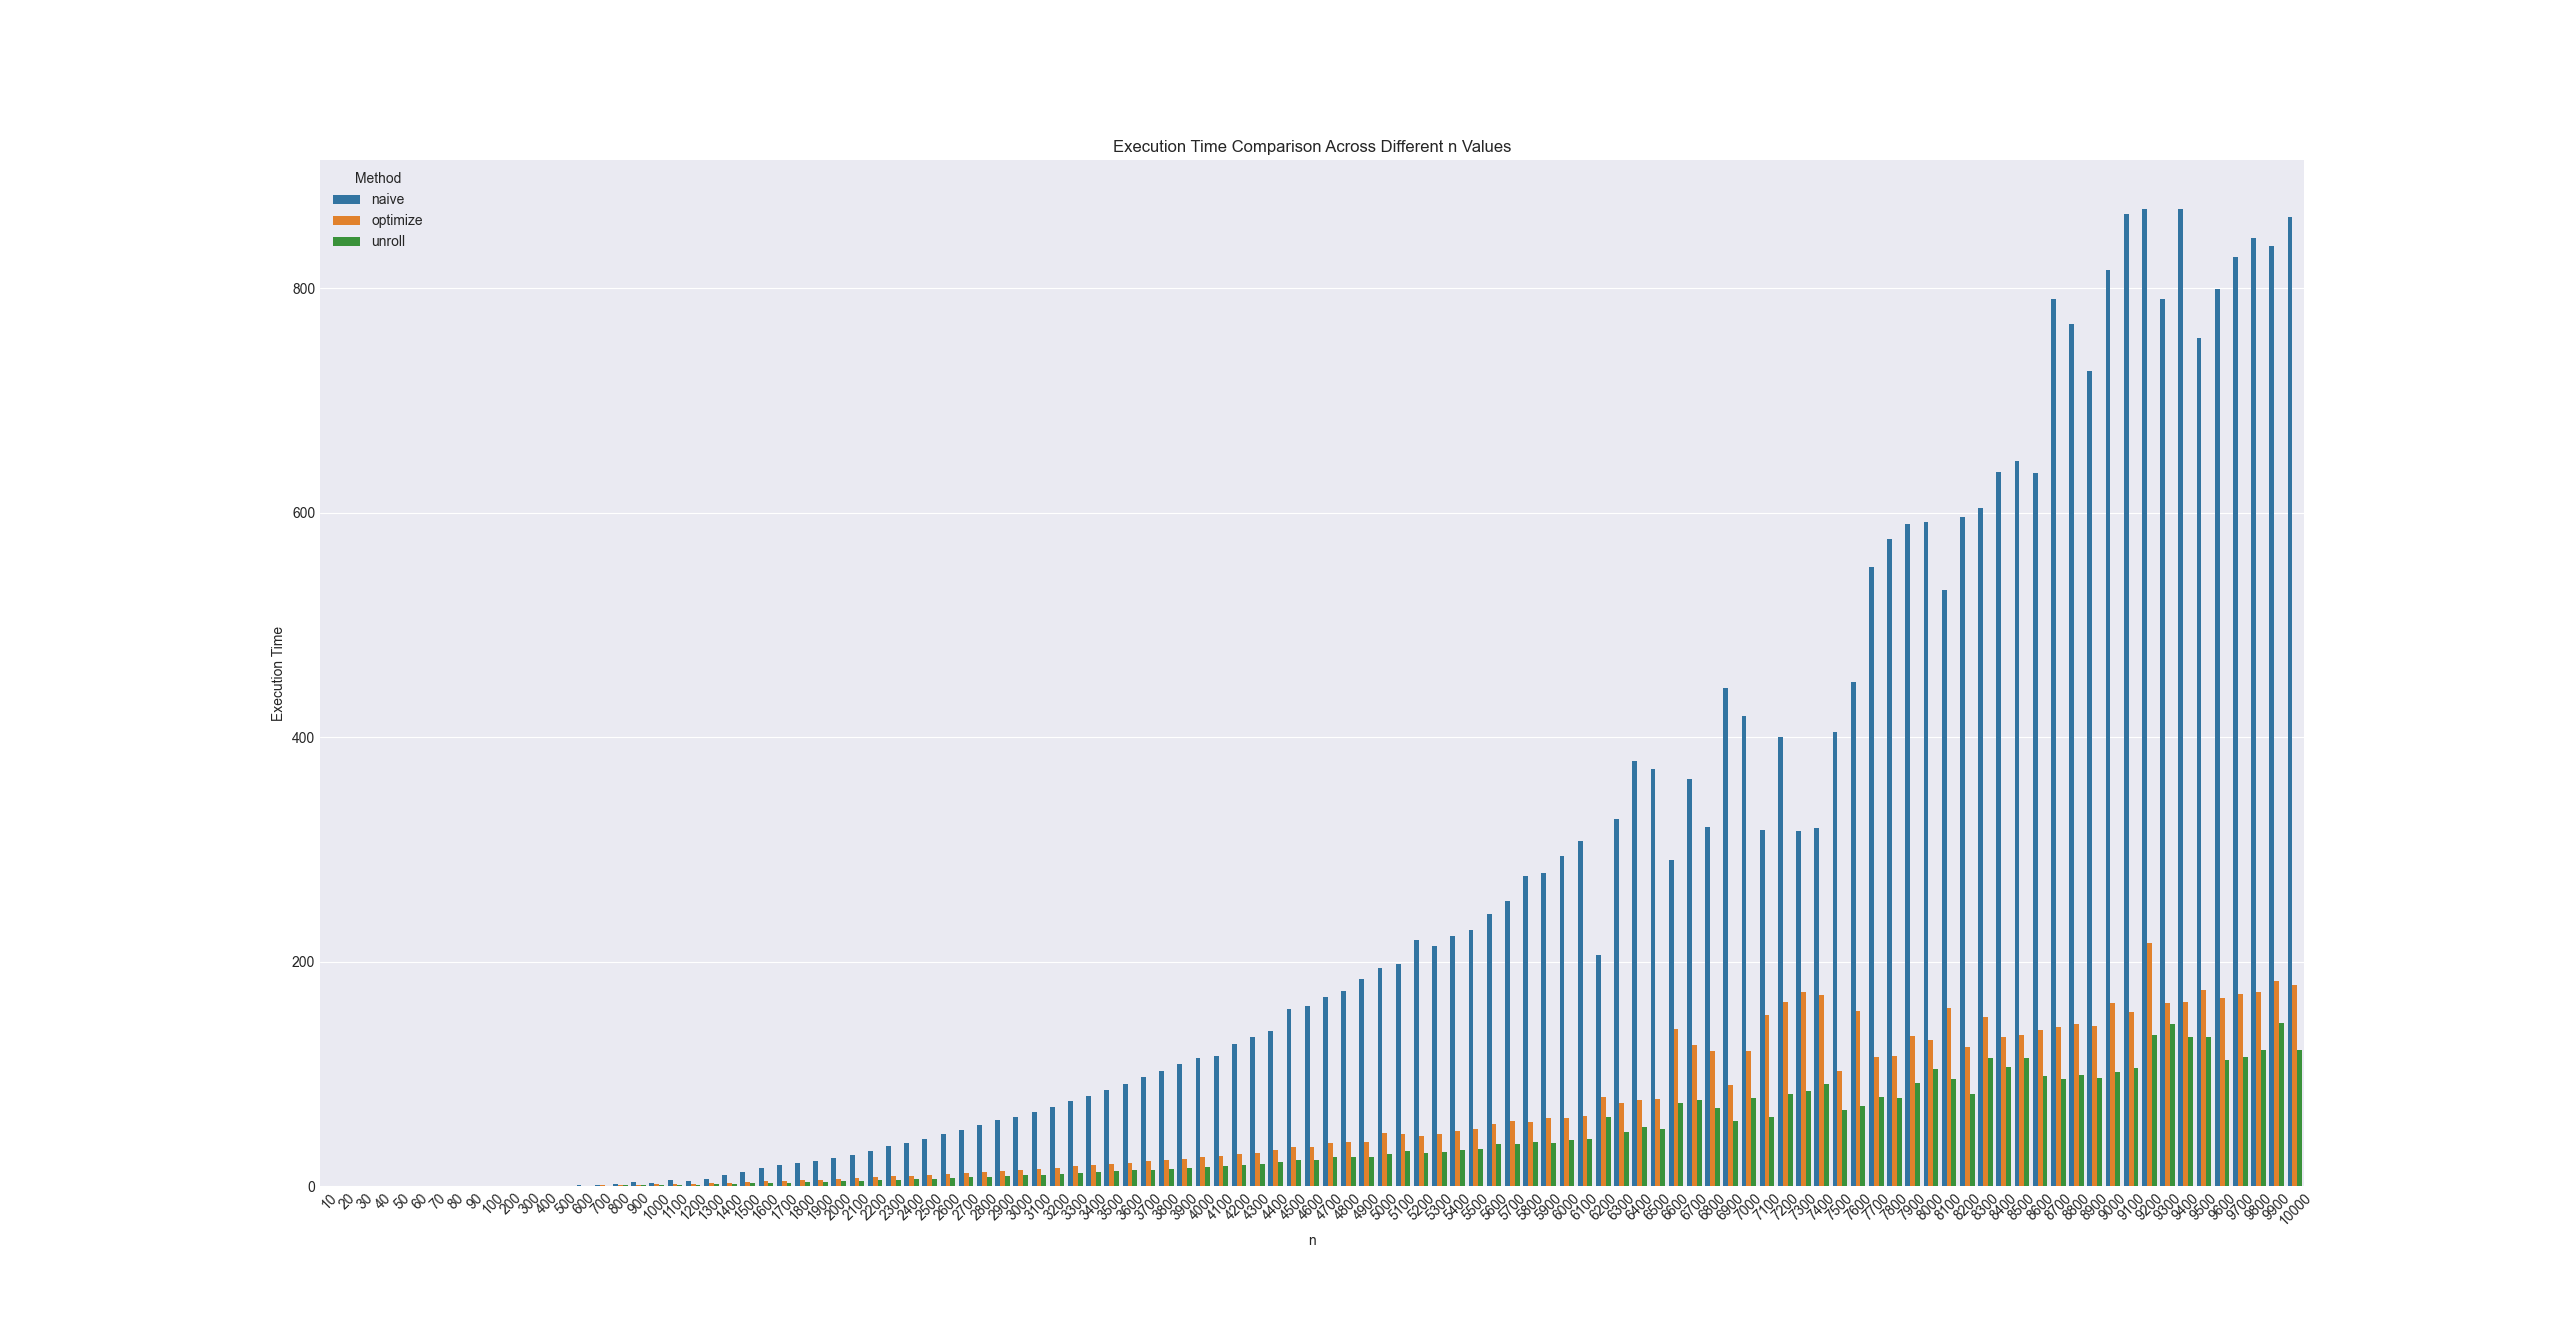 Execution Time Comparison Across Different n Values
Method
naive
optimize
unroll
800
600
400
200
0
Execution Time
10 20 30 40 50 60 70 80 90 100 200 300 400 500 600 700 800 900 1000 1100 1200 1300 1400 1500 1600 1700 1800 1900 2000 2100 2200 2300 2400 2500 2600 2700 2800 2900 3000 3100 3200 3300 3400 3500 3600 3700 3800 3900 4000 4100 4200 4300 4400 4500 4600 4700 4800 4900 5000 5100 5200 5300 5400 5500 5600 5700 5800 5900 6000 6100 6200 6300 6400 6500 6600 6700 6800 6900 7000 7100 7200 7300 7400 7500 7600 7700 7800 7900 8000 8100 8200 8300 8400 8500 8600 8700 8800 8900 9000 9100 9200 9300 9400 9500 9600 9700 9800 9900 10000
n